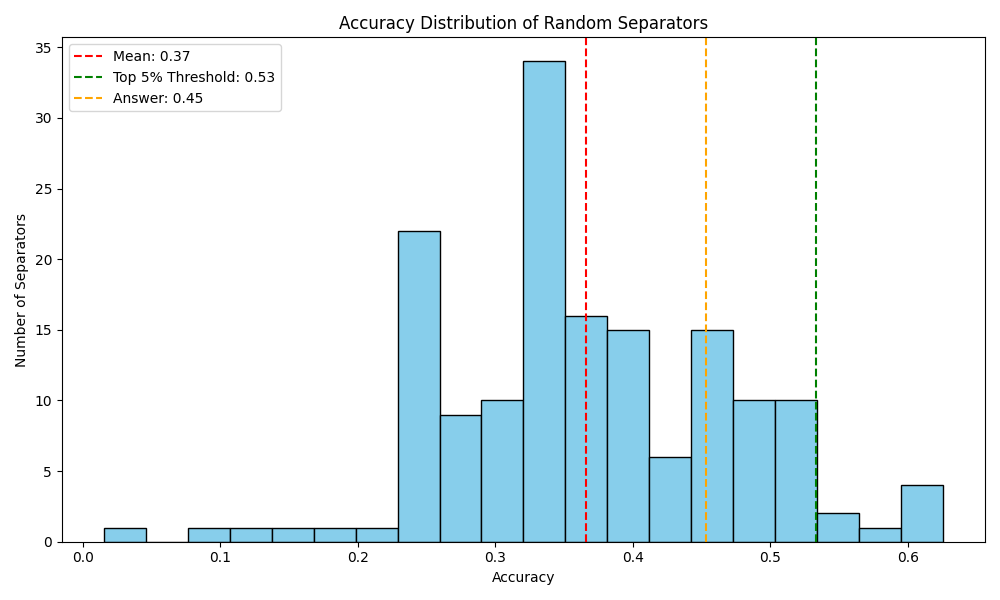 Accuracy Distribution of Random Separators
Mean: 0.37
Top 5% Threshold: 0.53
Answer: 0.45
Number of Separators
35
30
25
20
15
10
5
0
0.0 0.1 0.2 0.3 0.4 0.5 0.6
Accuracy